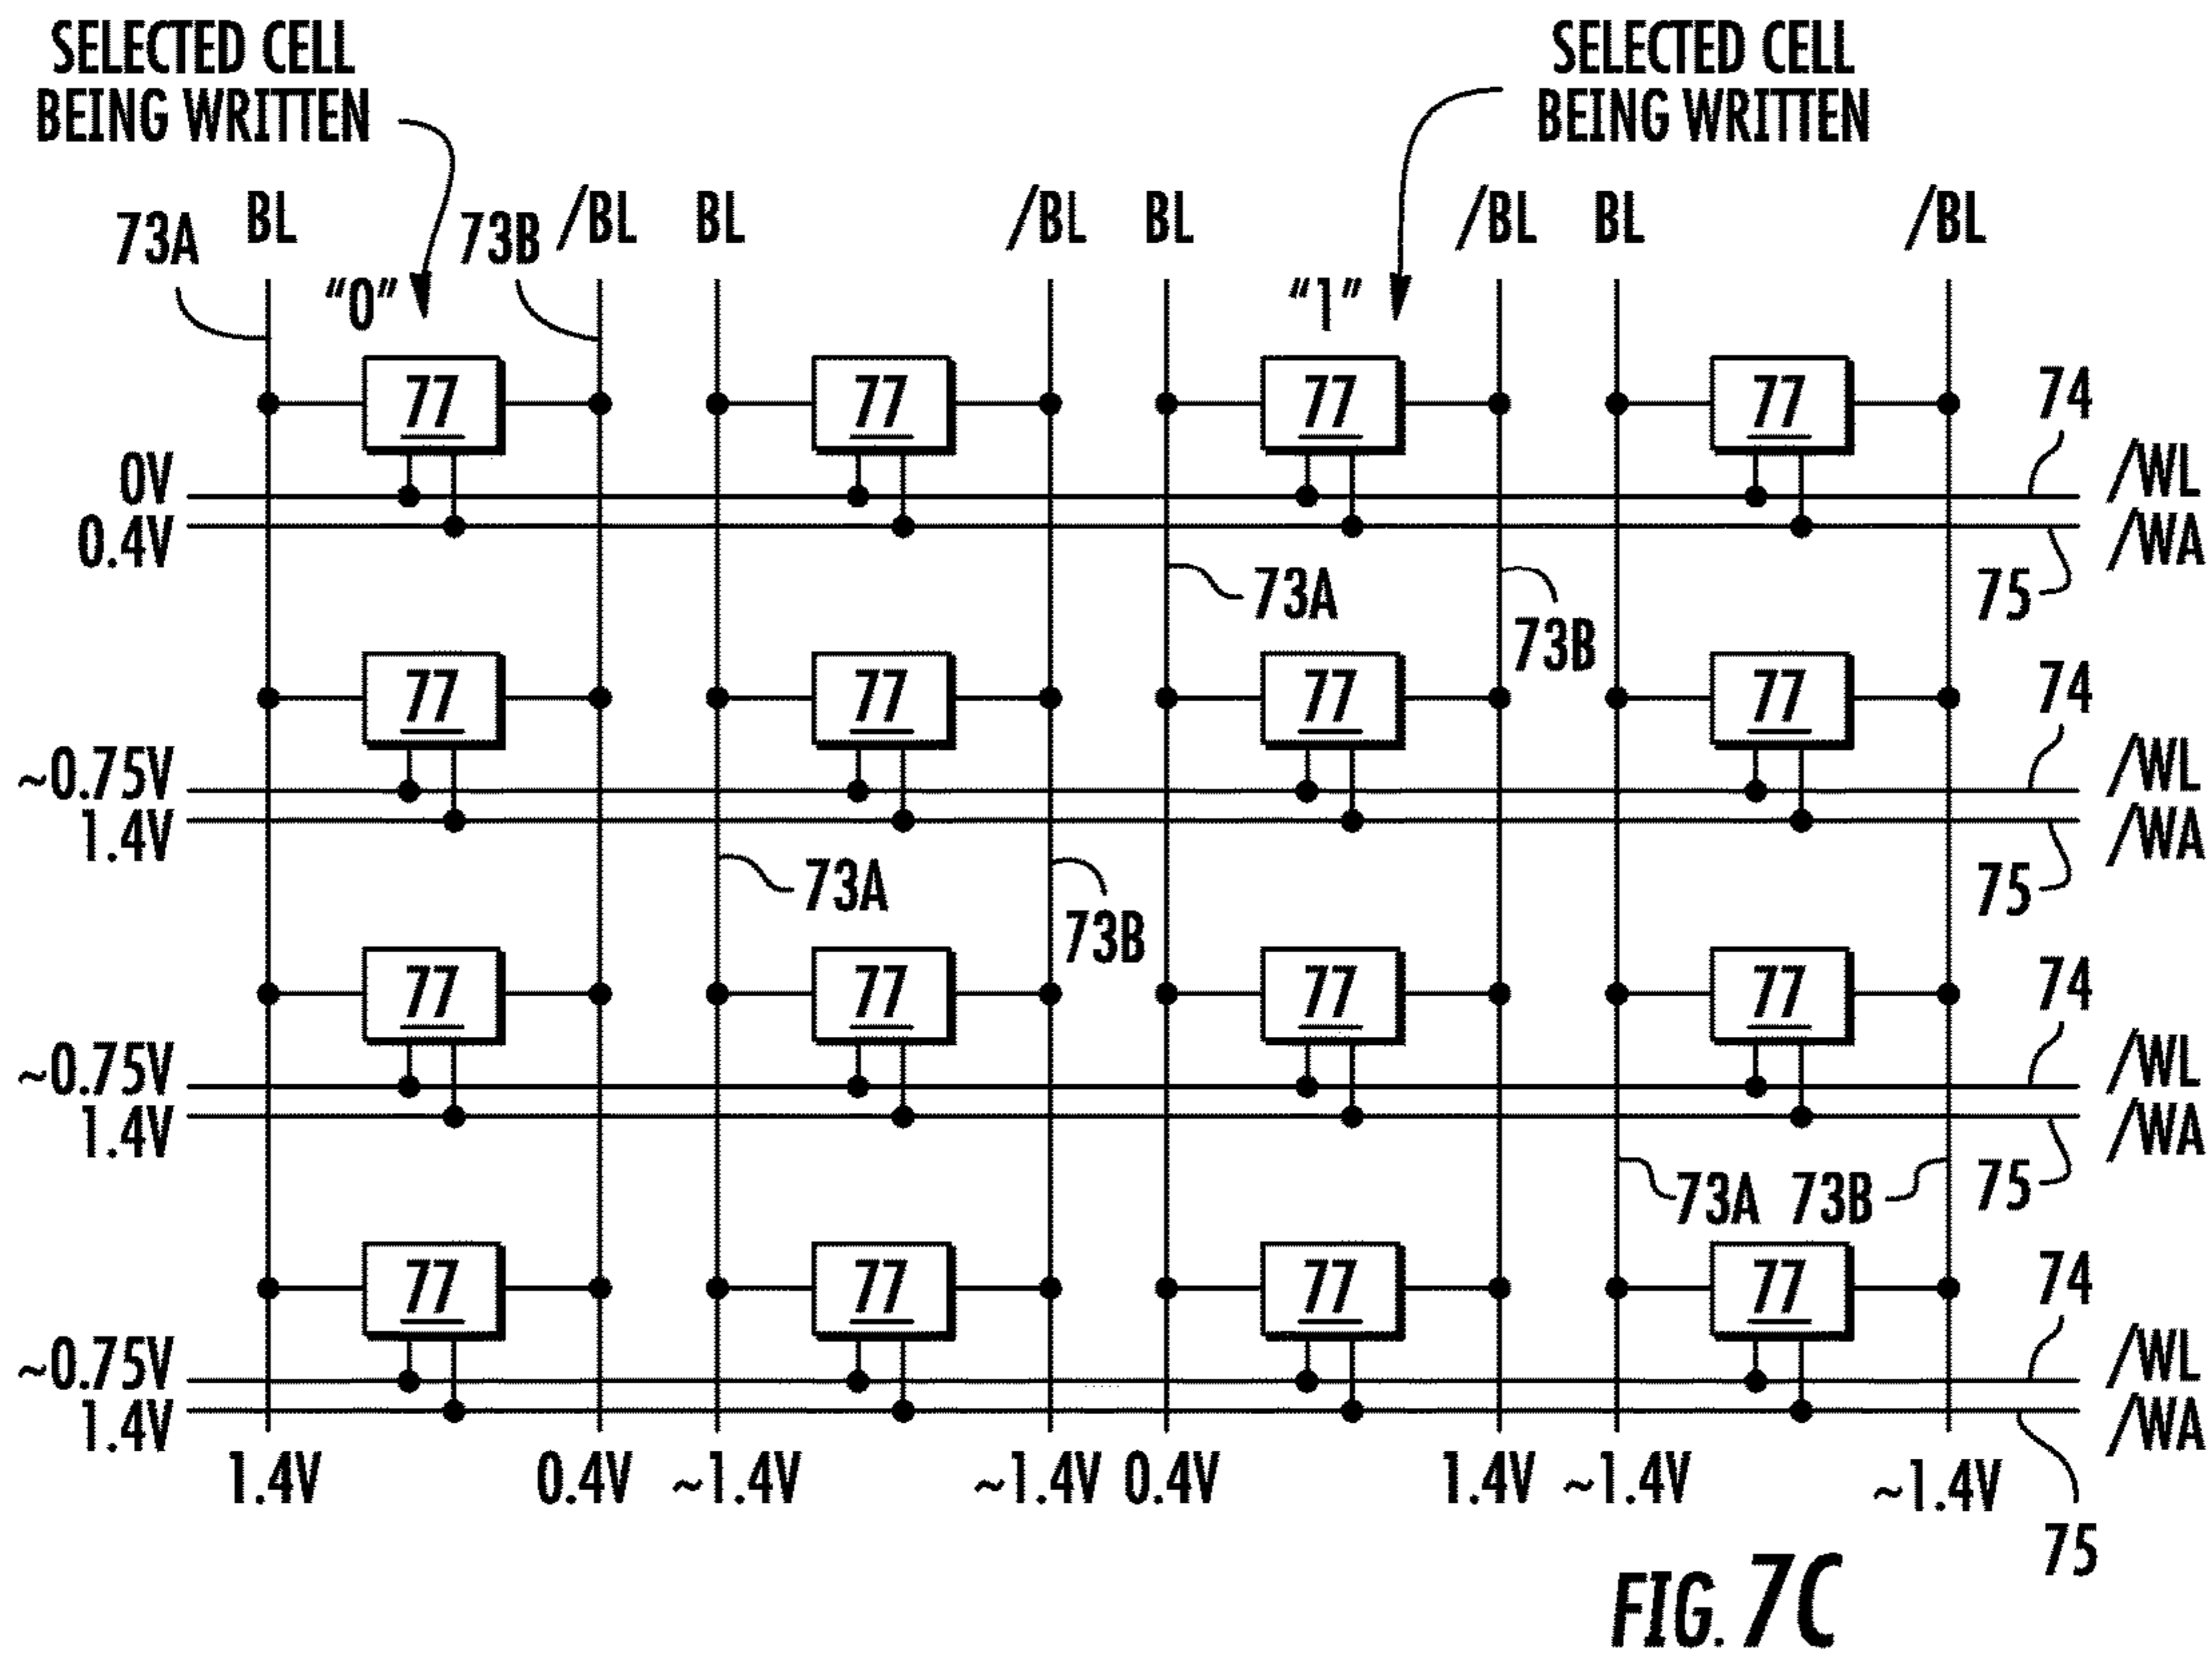 SELECTED CELL
BEING WRITTEN
SELECTED CELL
BEING WRITTEN
73A BL 73B /BL BL /BL BL /BL BL /BL
"0" "1"
77 77 77 77 74
0V /WL
0.4V /WA
73A 73B 75
77 77 77 77 74
~0.75V /WL
1.4V /WA
73A 73B 75
77 77 77 77 74
~0.75V /WL
1.4V /WA
73A 73B 75
77 77 77 77 74
~0.75V /WL
1.4V /WA
1.4V 0.4V ~1.4V ~1.4V 0.4V 1.4V ~1.4V ~1.4V
75
FIG. 7C